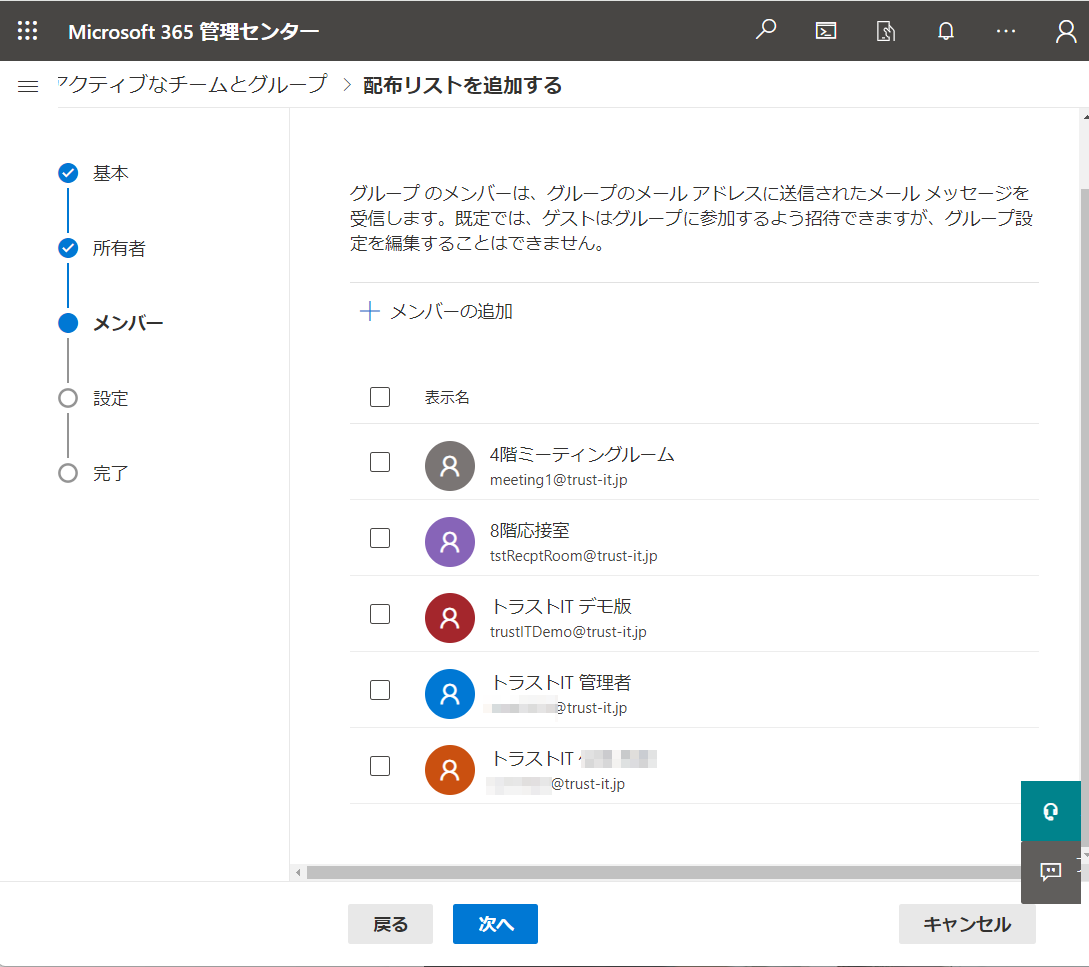 Microsoft 365 管理センター
アクティブなチームとグループ > 配布リストを追加する
基本
所有者
メンバー
設定
完了
グループ のメンバーは、グループのメール アドレスに送信されたメール メッセージを
受信します。既定では、ゲストはグループに参加するよう招待できますが、グループ設
定を編集することはできません。
メンバーの追加
表示名
4階ミーティングルーム
meeting1@trust-it.jp
8階応接室
tstRecptRoom@trust-it.jp
トラストIT デモ版
trustITDemo@trust-it.jp
トラストIT 管理者
@trust-it.jp
トラストIT
@trust-it.jp
戻る
次へ
キャンセル